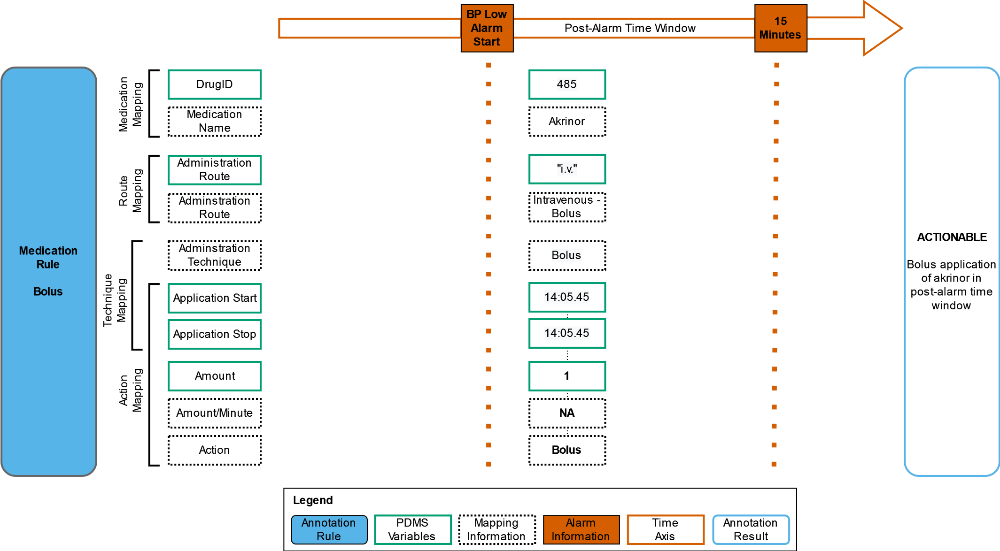 BP Low
Alarm
Start
Post-Alarm Time Window
15
Minutes
Medication
Rule
Bolus
Medication
Mapping
DrugID
485
Medication
Name
Akrinor
Route
Mapping
Administration
Route
"i.v."
Adminstration
Route
Intravenous -
Bolus
Technique
Mapping
Adminstration
Technique
Bolus
Application Start
14:05.45
Application Stop
14:05.45
Action
Mapping
Amount
1
Amount/Minute
NA
Action
Bolus
ACTIONABLE
Bolus application
of akrinor in
post-alarm time
window
Legend
Annotation
Rule
PDMS
Variables
Mapping
Information
Alarm
Information
Time
Axis
Annotation
Result